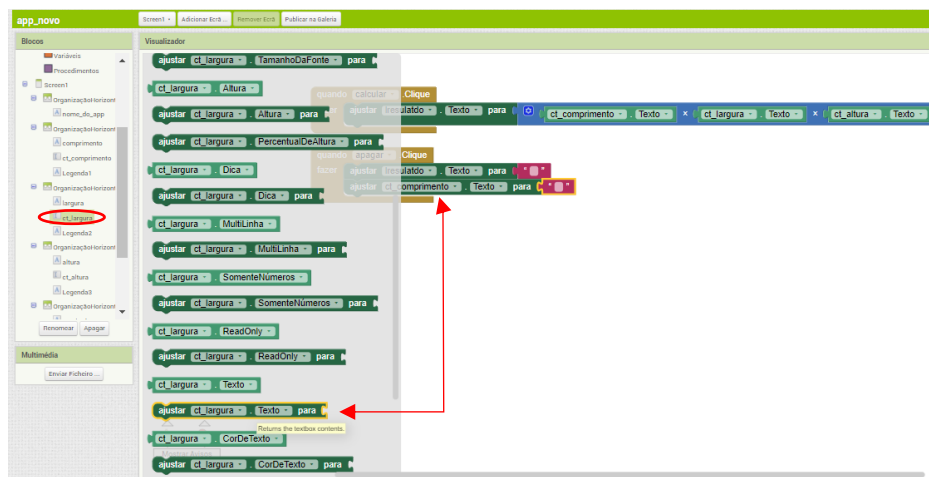 app_novo
Screen1
Adicionar Ecrã ...
Remover Ecrã
Publicar na Galeria
Blocos
Variáveis
Procedimentos
Screen1
OrganizaçãoHorizont
nome_do_app
OrganizaçãoHorizont
comprimento
ct_comprimento
Legenda1
OrganizaçãoHorizont
largura
ct_largura
Legenda2
OrganizaçãoHorizont
altura
ct_altura
Legenda3
OrganizaçãoHorizont
Renomear Apagar
Multimédia
Enviar Ficheiro ...
Visualizador
ajustar ct_largura . TamanhoDaFonte para
ct_largura . Altura
ajustar ct_largura . Altura para
ajustar ct_largura . PercentualDeAltura para
ct_largura . Dica
ajustar ct_largura . Dica para
ct_largura . MultiLinha
ajustar ct_largura . MultiLinha para
ct_largura . SomenteNúmeros
ajustar ct_largura . SomenteNúmeros para
ct_largura . ReadOnly
ajustar ct_largura . ReadOnly para
ct_largura . Texto
ajustar ct_largura . Texto para
Returns the textbox contents.
ct_largura . CorDeTexto
Mostrar Avisos
ajustar ct_largura . CorDeTexto para
quando calcular .Clique
fazer ajustar resulatdo . Texto para ct_comprimento . Texto × ct_largura . Texto × ct_altura . Texto
quando apagar .Clique
fazer ajustar resulatdo . Texto para " "
ajustar ct_comprimento . Texto para " "